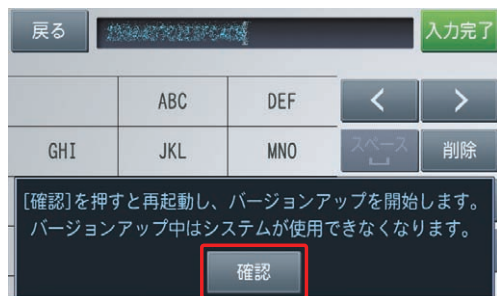 戻る
入力完了
ABC DEF < >
GHI JKL MNO スペース 削除
[確認]を押すと再起動し、バージョンアップを開始します。
バージョンアップ中はシステムが使用できなくなります。
確認